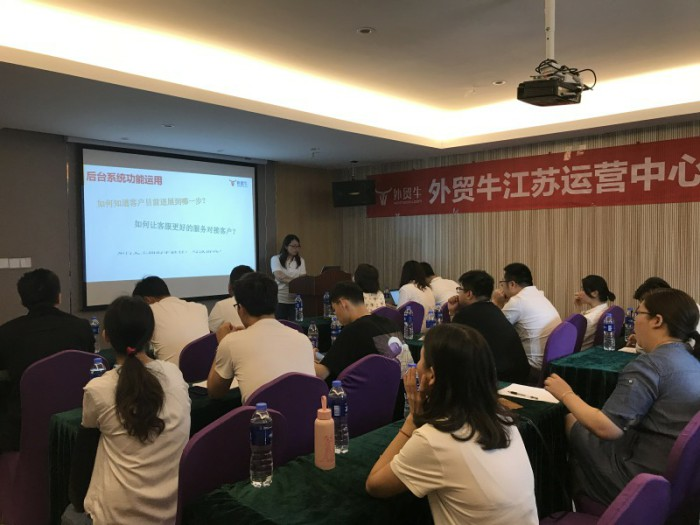 后台系统功能运用
如何知道客户目前进展到哪一步?
如何让客服更好的服务对接客户?
外贸牛
外贸牛江苏运营中心